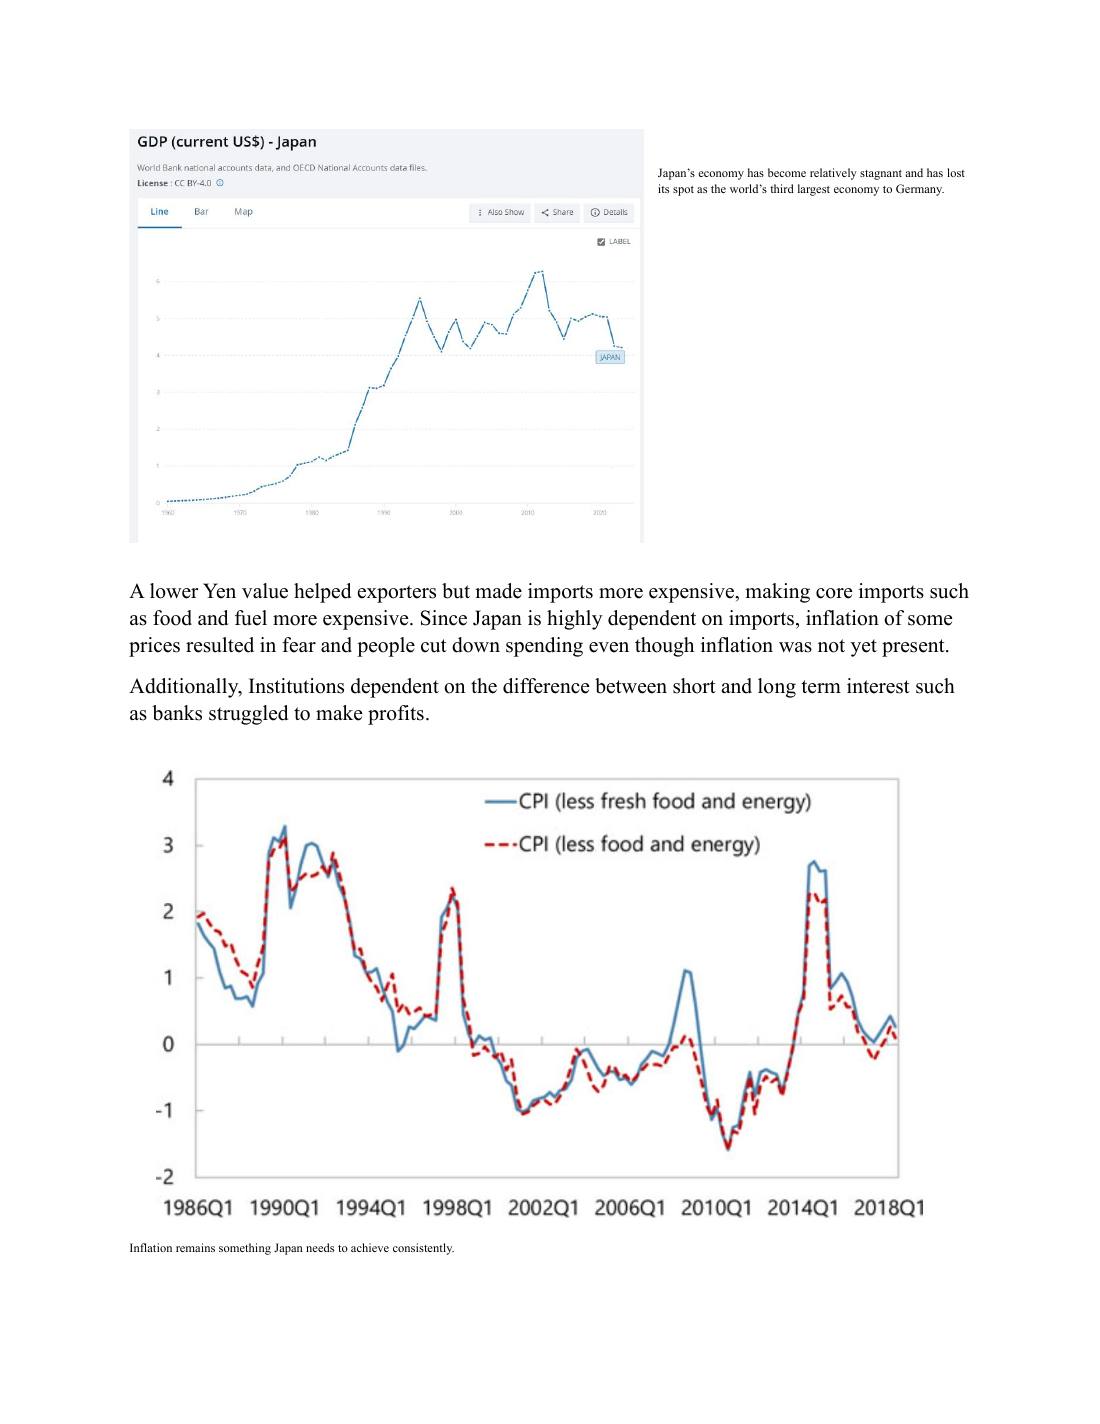 GDP (current US$) - Japan
World Bank national accounts data, and OECD National Accounts data files.
License : CC BY-4.0
Line Bar Map Also Show Share Details
LABEL
6
5
4
JAPAN
3
2
1
0
1960 1970 1980 1990 2000 2010 2020
Japan’s economy has become relatively stagnant and has lost
its spot as the world’s third largest economy to Germany.
A lower Yen value helped exporters but made imports more expensive, making core imports such
as food and fuel more expensive. Since Japan is highly dependent on imports, inflation of some
prices resulted in fear and people cut down spending even though inflation was not yet present.
Additionally, Institutions dependent on the difference between short and long term interest such
as banks struggled to make profits.
4
CPI (less fresh food and energy)
CPI (less food and energy)
3
2
1
0
-1
-2
1986Q1 1990Q1 1994Q1 1998Q1 2002Q1 2006Q1 2010Q1 2014Q1 2018Q1
Inflation remains something Japan needs to achieve consistently.